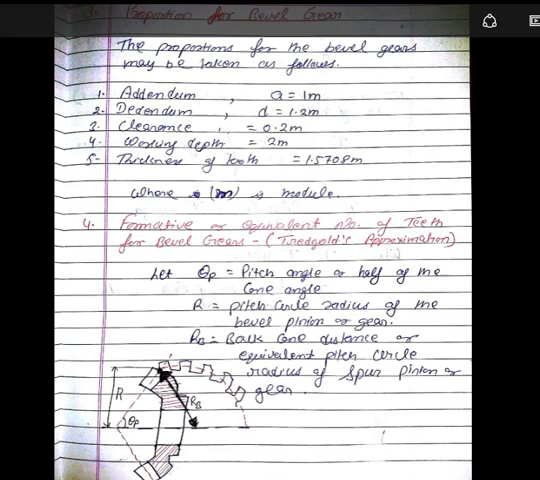 3. Proportion for Bevel Gear
The proportions for the bevel gears
may be taken as follows.
1. Addendum , a = 1m
2. Dedendum , d = 1.2m
3. Clearance , = 0.2m
4. Working depth = 2m
5. Thickness of tooth = 1.5708m
Where (m) is module.
4. Formative or equivalent no. of Teeth
for Bevel Gears - (Tredgold's Approximation)
Let θp = Pitch angle or half of the
Cone angle
R = pitch circle radius of the
bevel pinion or gear.
RB = Back Cone distance or
equivalent pitch circle
radius of Spur pinion or
gear.
R
RB
θp